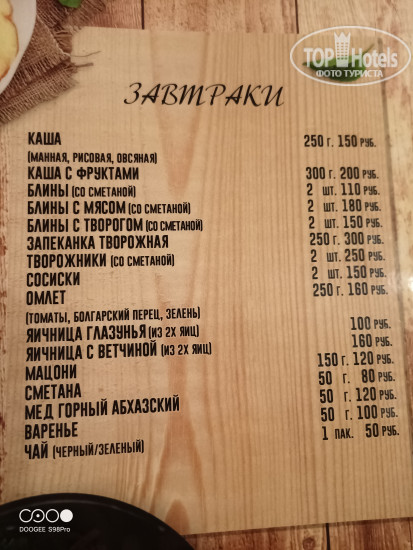 TOPHotels
ФОТО ТУРИСТА
ЗАВТРАКИ
КАША 250 Г. 150 РУБ.
(МАННАЯ, РИСОВАЯ, ОВСЯНАЯ)
КАША С ФРУКТАМИ 300 Г. 200 РУБ.
БЛИНЫ (СО СМЕТАНОЙ) 2 ШТ. 110 РУБ.
БЛИНЫ С МЯСОМ (СО СМЕТАНОЙ) 2 ШТ. 180 РУБ.
БЛИНЫ С ТВОРОГОМ (СО СМЕТАНОЙ) 2 ШТ. 150 РУБ.
ЗАПЕКАНКА ТВОРОЖНАЯ 250 Г. 300 РУБ.
ТВОРОЖНИКИ (СО СМЕТАНОЙ) 2 ШТ. 250 РУБ.
СОСИСКИ 2 ШТ. 150 РУБ.
ОМЛЕТ 250 Г. 160 РУБ.
(ТОМАТЫ, БОЛГАРСКИЙ ПЕРЕЦ, ЗЕЛЕНЬ)
ЯИЧНИЦА ГЛАЗУНЬЯ (ИЗ 2Х ЯИЦ) 100 РУБ.
ЯИЧНИЦА С ВЕТЧИНОЙ (ИЗ 2Х ЯИЦ) 160 РУБ.
МАЦОНИ 150 Г. 120 РУБ.
СМЕТАНА 50 Г. 80 РУБ.
МЕД ГОРНЫЙ АБХАЗСКИЙ 50 Г. 120 РУБ.
ВАРЕНЬЕ 50 Г. 100 РУБ.
ЧАЙ (ЧЕРНЫЙ/ЗЕЛЕНЫЙ) 1 ПАК. 50 РУБ.
DOOGEE S98Pro